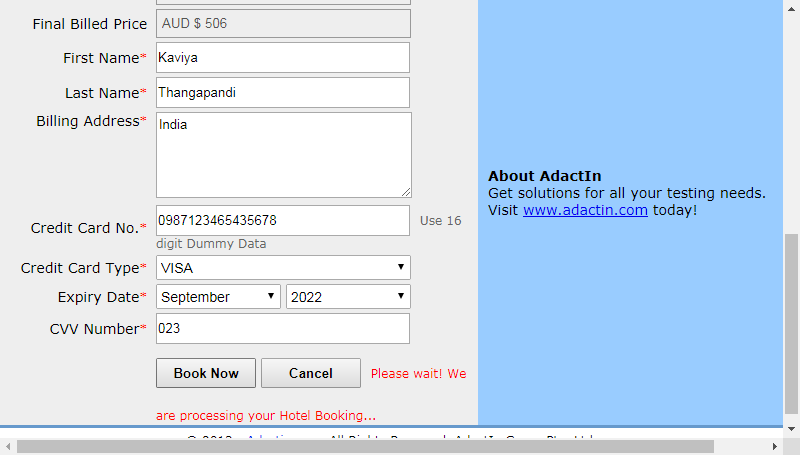 Final Billed Price AUD $ 506
First Name* Kaviya
Last Name* Thangapandi
Billing Address* India
Credit Card No.* 0987123465435678 Use 16
digit Dummy Data
Credit Card Type* VISA
Expiry Date* September 2022
CVV Number* 023
Book Now Cancel Please wait! We
are processing your Hotel Booking...
About AdactIn
Get solutions for all your testing needs.
Visit www.adactin.com today!